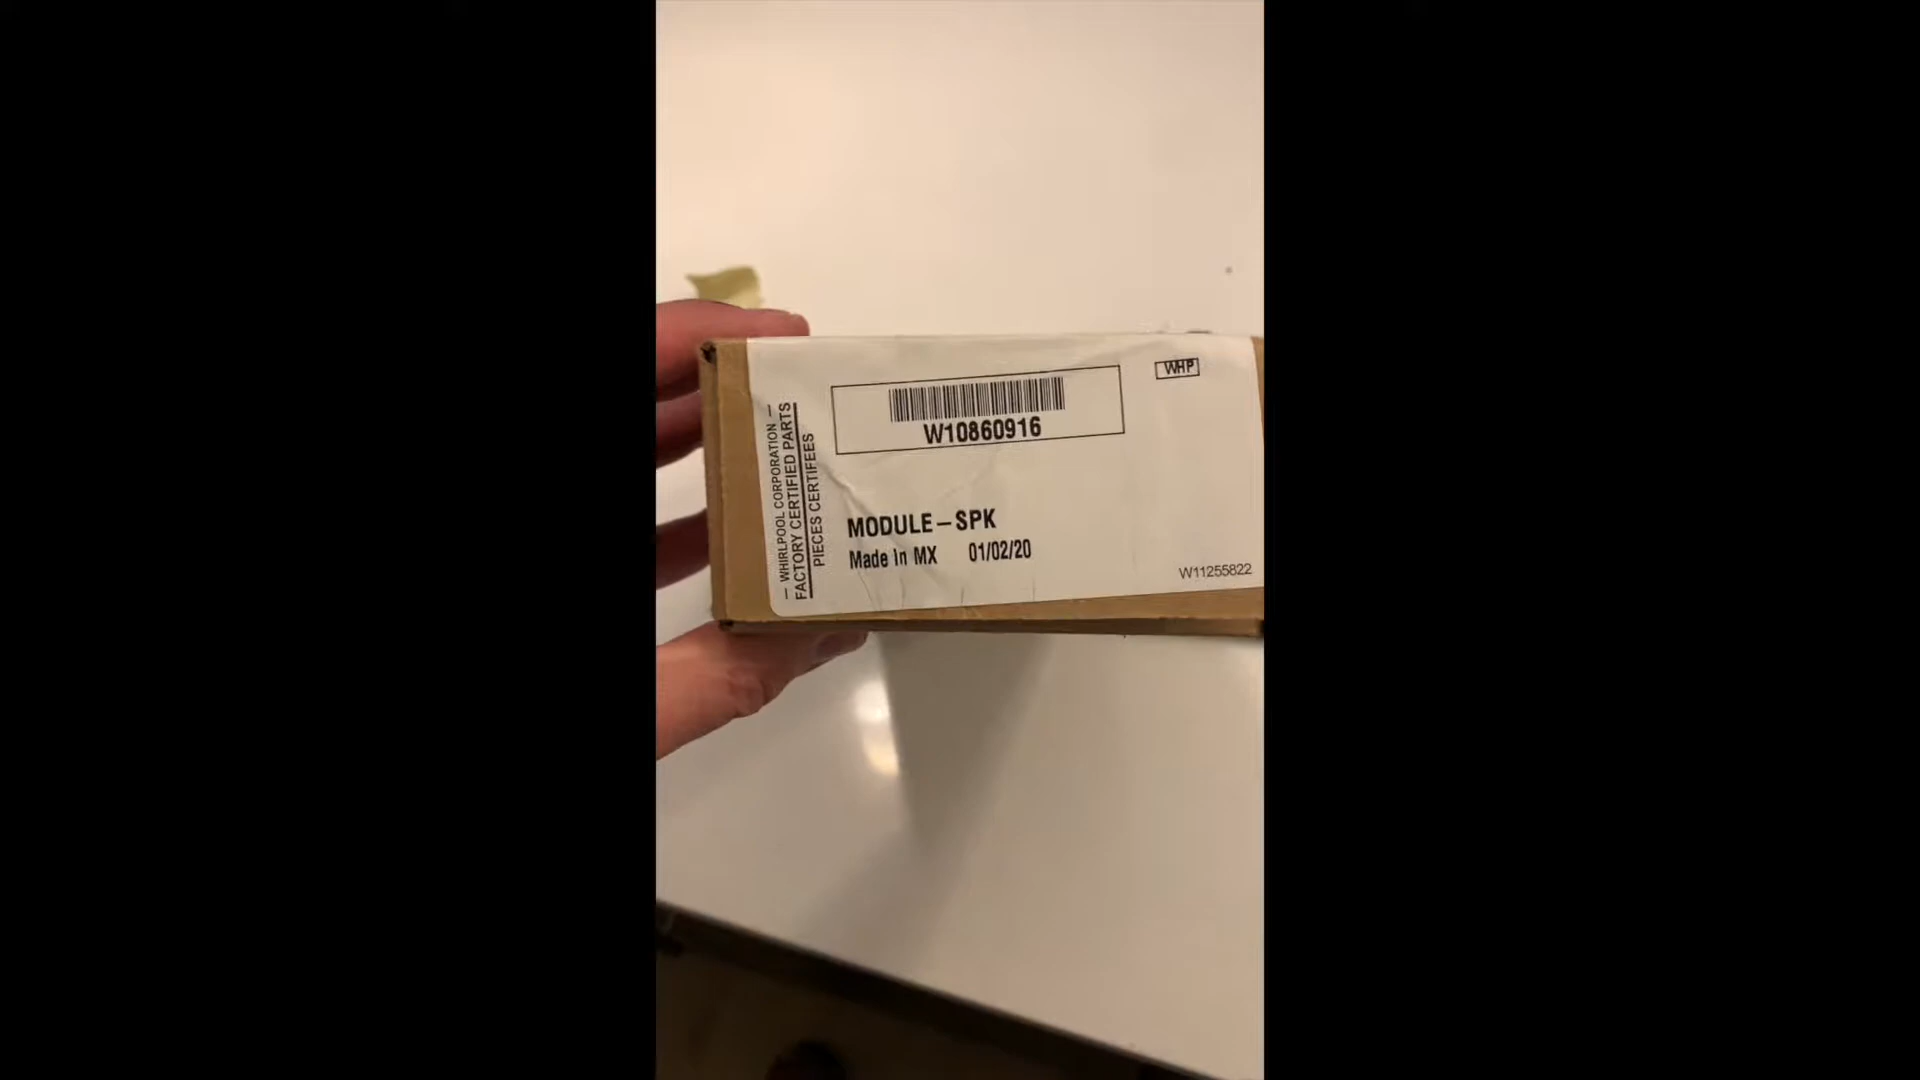 WHP
W10860916
— WHIRLPOOL CORPORATION —
FACTORY CERTIFIED PARTS
PIECES CERTIFEES
MODULE–SPK
Made In MX 01/02/20
W11255822